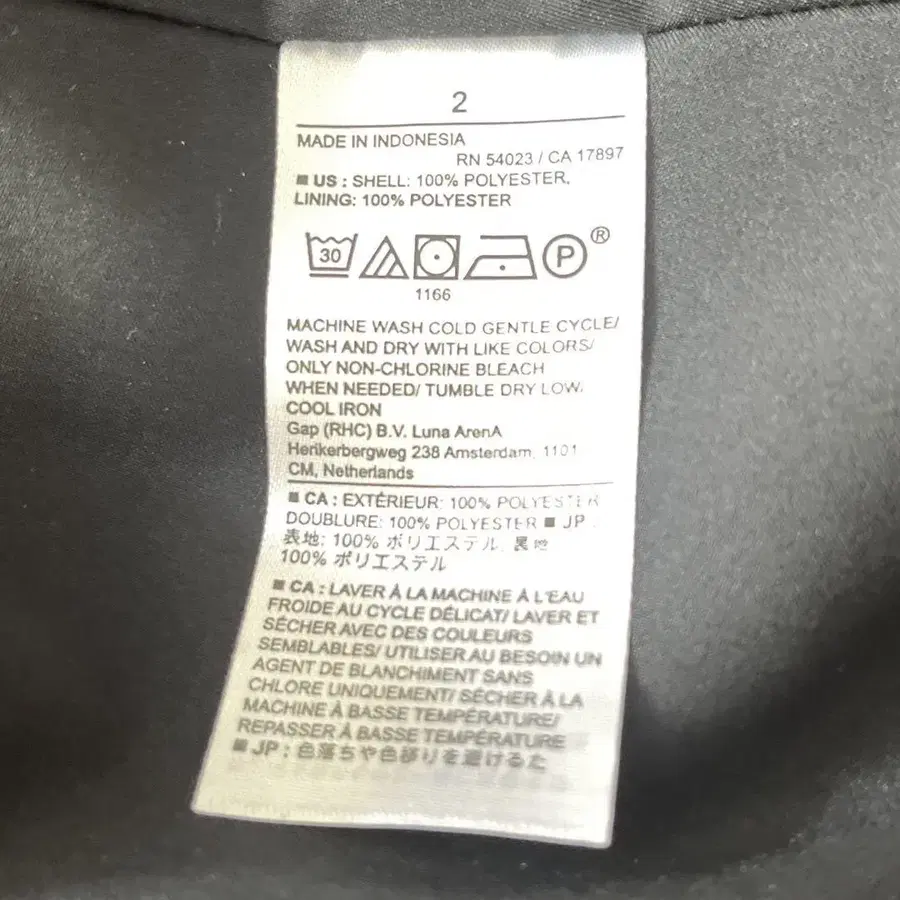 2
MADE IN INDONESIA
RN 54023 / CA 17897
■ US : SHELL: 100% POLYESTER,
LINING: 100% POLYESTER
30 P ®
1166
MACHINE WASH COLD GENTLE CYCLE/
WASH AND DRY WITH LIKE COLORS/
ONLY NON-CHLORINE BLEACH
WHEN NEEDED/ TUMBLE DRY LOW/
COOL IRON
Gap (RHC) B.V. Luna ArenA
Herikerbergweg 238 Amsterdam, 1101
CM, Netherlands
■ CA : EXTÉRIEUR: 100% POLYESTER
DOUBLURE: 100% POLYESTER ■ JP :
表地: 100% ポリエステル, 裏地
100% ポリエステル
■ CA : LAVER À LA MACHINE À L'EAU
FROIDE AU CYCLE DÉLICAT/ LAVER ET
SÉCHER AVEC DES COULEURS
SEMBLABLES/ UTILISER AU BESOIN UN
AGENT DE BLANCHIMENT SANS
CHLORE UNIQUEMENT/ SÉCHER À LA
MACHINE À BASSE TEMPÉRATURE/
REPASSER À BASSE TEMPÉRATURE
■ JP : 色落ちや色移りを避けるた